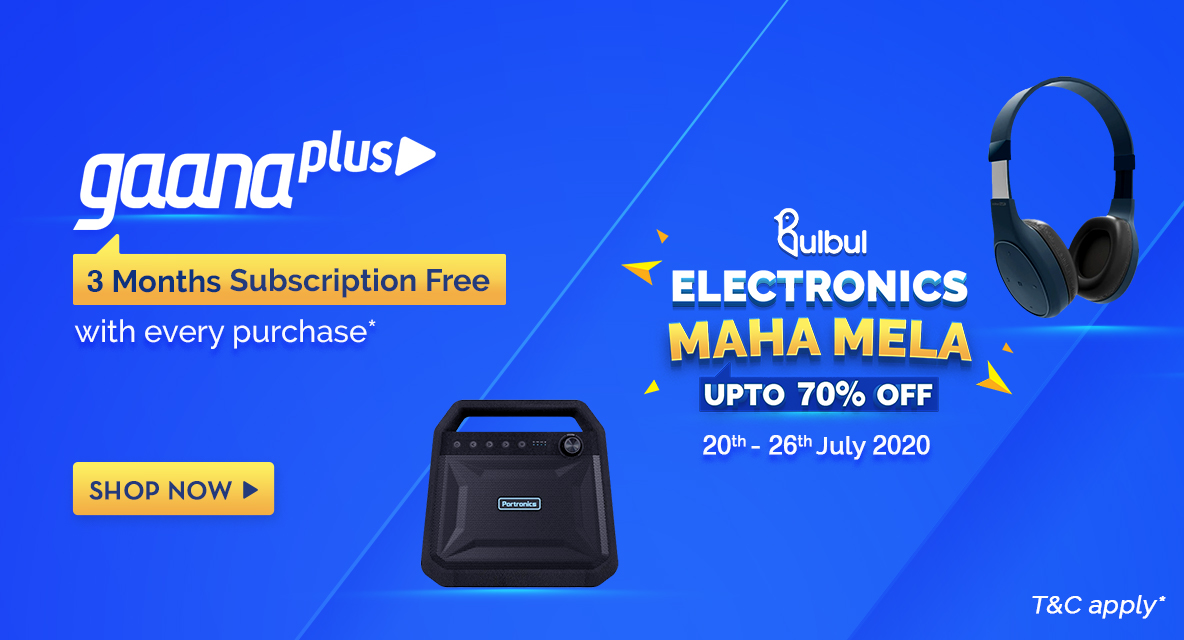 gaana plus
3 Months Subscription Free
with every purchase*
SHOP NOW
Portronics
Bulbul
ELECTRONICS
MAHA MELA
UPTO 70% OFF
20th - 26th July 2020
T&C apply*